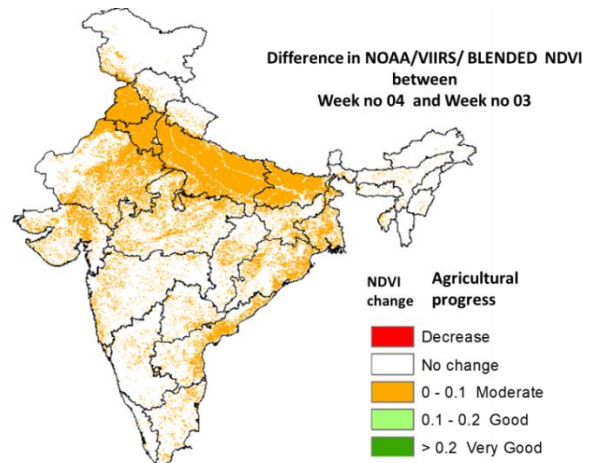 Difference in NOAA/VIIRS/ BLENDED NDVI
between
Week no 04 and Week no 03
NDVI change
Agricultural progress
Decrease
No change
0 - 0.1 Moderate
0.1 - 0.2 Good
> 0.2 Very Good